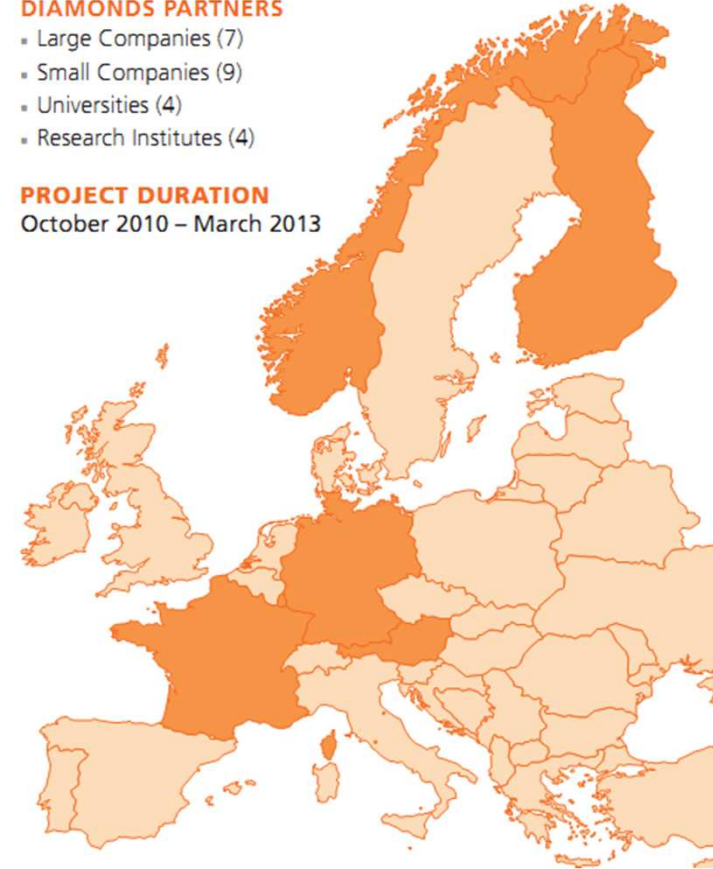 DIAMONDS PARTNERS
▪ Large Companies (7)
▪ Small Companies (9)
▪ Universities (4)
▪ Research Institutes (4)
PROJECT DURATION
October 2010 – March 2013